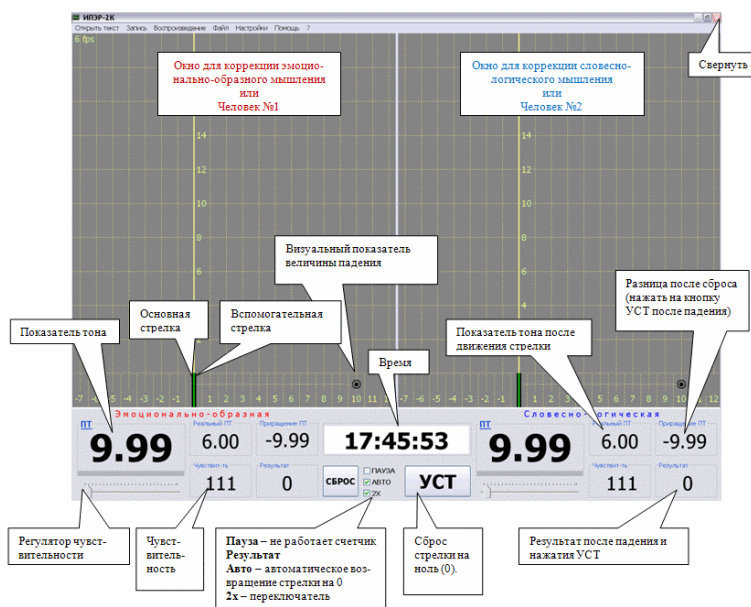 ИПЭР-2К
Открыть текст Запись Воспроизведение Файл Настройки Помощь ?
6 fps
Окно для коррекции эмоцио-
нально-образного мышления
или
Человек №1
Окно для коррекции словесно-
логического мышления
или
Человек №2
Свернуть
14
14
12
12
10
10
8
8
6
6
4
4
2
Визуальный показатель
величины падения
Разница после сброса
(нажать на кнопку
УСТ после падения)
Показатель тона
Основная
стрелка
Вспомогательная
стрелка
Время
Показатель тона после
движения стрелки
-7 -6 -5 -4 -3 -2 -1 1 2 3 4 5 6 7 8 9 10 11 12
-7 -6 -5 -4 -3 -2 -1 1 2 3 4 5 6 7 8 9 10 11 12
Эмоционально-образная
Словесно-логическая
ПТ
9.99
Реальный ПТ
6.00
Приращение ПТ
-9.99
17:45:53
ПТ
9.99
Реальный ПТ
6.00
Приращение ПТ
-9.99
Чувствит-ть
111
Результат
0
СБРОС
ПАУЗА
АВТО
2X
УСТ
Чувствит-ть
111
Результат
0
Регулятор чувст-
вительности
Чувст-
витель-
ность
Пауза – не работает счетчик
Результат
Авто – автоматическое воз-
вращение стрелки на 0
2х – переключатель
Сброс
стрелки на
ноль (0).
Результат после падения и
нажатия УСТ